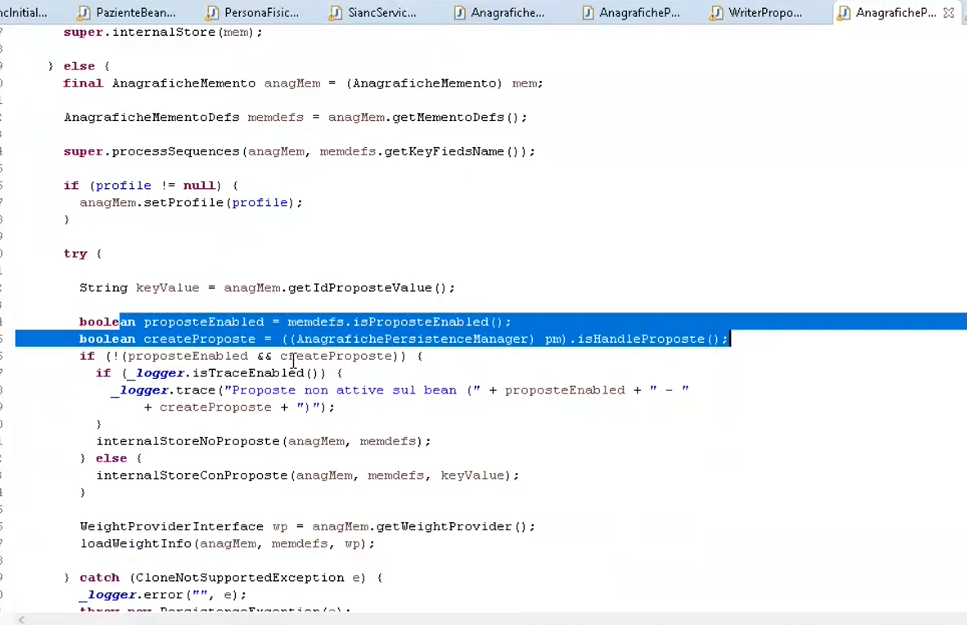 ncInitial...
PazienteBean...
PersonaFisic...
SiancServic...
Anagrafiche...
AnagraficheP...
WriterPropo...
AnagraficheP...
super.internalStore(mem);
} else {
final AnagraficheMemento anagMem = (AnagraficheMemento) mem;
AnagraficheMementoDefs memdefs = anagMem.getMementoDefs();
super.processSequences(anagMem, memdefs.getKeyFiedsName());
if (profile != null) {
anagMem.setProfile(profile);
}
try {
String keyValue = anagMem.getIdProposteValue();
boolean proposteEnabled = memdefs.isProposteEnabled();
boolean createProposte = ((AnagrafichePersistenceManager) pm).isHandleProposte();
if (!(proposteEnabled && createProposte)) {
if (_logger.isTraceEnabled()) {
_logger.trace("Proposte non attive sul bean (" + proposteEnabled + " - "
+ createProposte + ")");
}
internalStoreNoProposte(anagMem, memdefs);
} else {
internalStoreConProposte(anagMem, memdefs, keyValue);
}
WeightProviderInterface wp = anagMem.getWeightProvider();
loadWeightInfo(anagMem, memdefs, wp);
} catch (CloneNotSupportedException e) {
_logger.error("", e);
throw new PersistenceException(e);